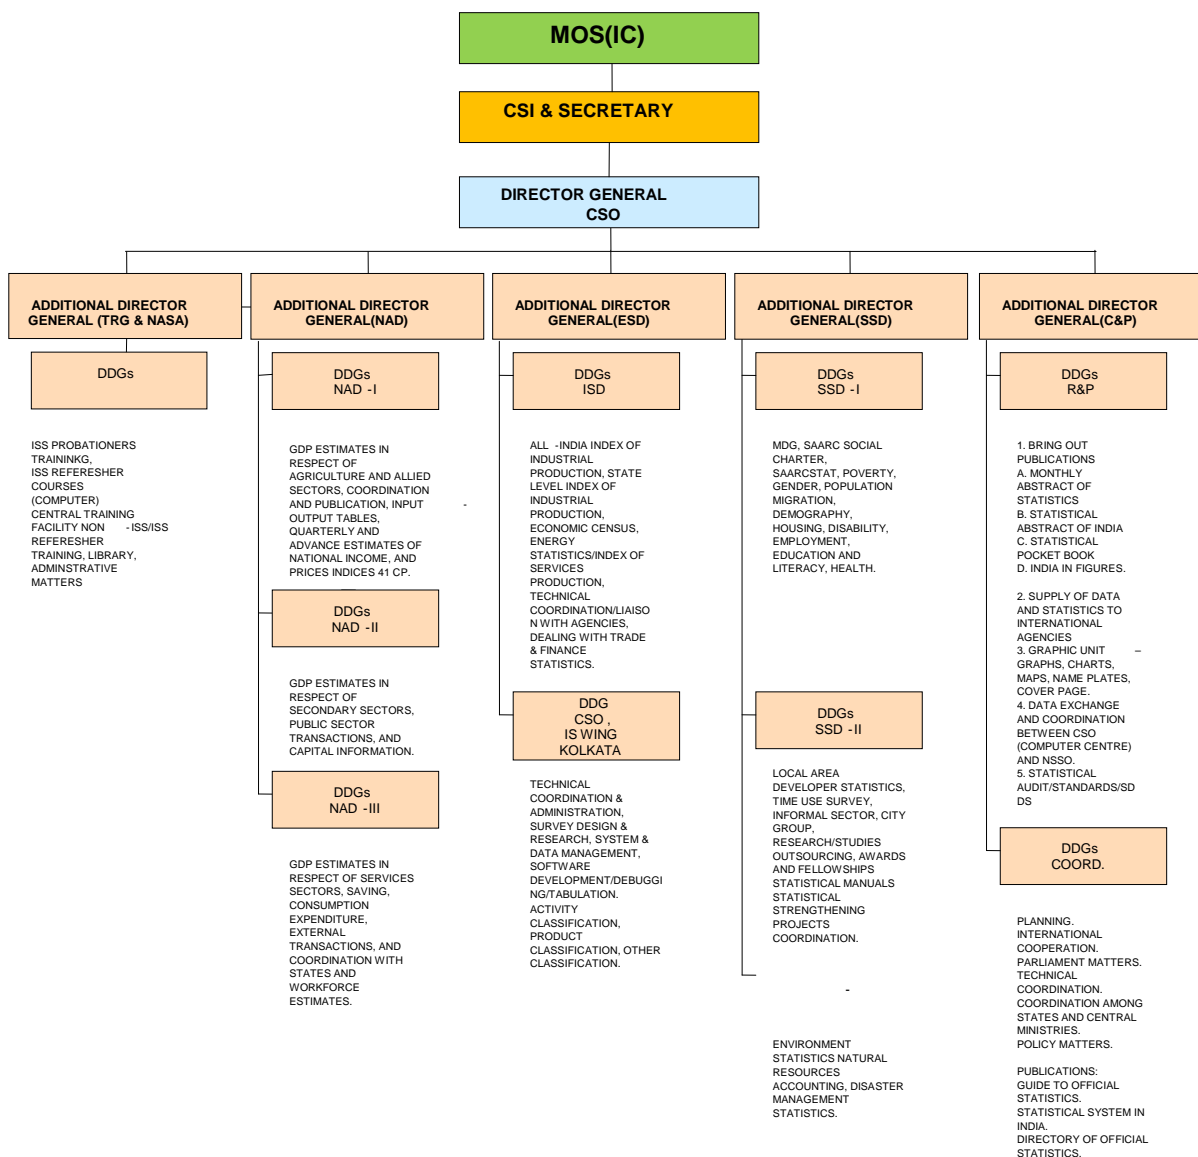 MOS(IC)
CSI & SECRETARY
DIRECTOR GENERAL
CSO
ADDITIONAL DIRECTOR
GENERAL (TRG & NASA)
DDGs
ISS PROBATIONERS
TRAININKG,
ISS REFERESHER
COURSES
(COMPUTER)
CENTRAL TRAINING
FACILITY NON - ISS/ISS
REFERESHER
TRAINING, LIBRARY,
ADMINSTRATIVE
MATTERS
ADDITIONAL DIRECTOR
GENERAL(NAD)
DDGs
NAD -I
GDP ESTIMATES IN
RESPECT OF
AGRICULTURE AND ALLIED
SECTORS, COORDINATION
AND PUBLICATION, INPUT -
OUTPUT TABLES,
QUARTERLY AND
ADVANCE ESTIMATES OF
NATIONAL INCOME, AND
PRICES INDICES 41 CP.
DDGs
NAD -II
GDP ESTIMATES IN
RESPECT OF
SECONDARY SECTORS,
PUBLIC SECTOR
TRANSACTIONS, AND
CAPITAL INFORMATION.
DDGs
NAD -III
GDP ESTIMATES IN
RESPECT OF SERVICES
SECTORS, SAVING,
CONSUMPTION
EXPENDITURE,
EXTERNAL
TRANSACTIONS, AND
COORDINATION WITH
STATES AND
WORKFORCE
ESTIMATES.
ADDITIONAL DIRECTOR
GENERAL(ESD)
DDGs
ISD
ALL -INDIA INDEX OF
INDUSTRIAL
PRODUCTION, STATE
LEVEL INDEX OF
INDUSTRIAL
PRODUCTION,
ECONOMIC CENSUS,
ENERGY
STATISTICS/INDEX OF
SERVICES
PRODUCTION,
TECHNICAL
COORDINATION/LIAISO
N WITH AGENCIES,
DEALING WITH TRADE
& FINANCE
STATISTICS.
DDG
CSO ,
IS WING
KOLKATA
TECHNICAL
COORDINATION &
ADMINISTRATION,
SURVEY DESIGN &
RESEARCH, SYSTEM &
DATA MANAGEMENT,
SOFTWARE
DEVELOPMENT/DEBUGGI
NG/TABULATION.
ACTIVITY
CLASSIFICATION,
PRODUCT
CLASSIFICATION, OTHER
CLASSIFICATION.
ADDITIONAL DIRECTOR
GENERAL(SSD)
DDGs
SSD -I
MDG, SAARC SOCIAL
CHARTER,
SAARCSTAT, POVERTY,
GENDER, POPULATION
MIGRATION,
DEMOGRAPHY,
HOUSING, DISABILITY,
EMPLOYMENT,
EDUCATION AND
LITERACY, HEALTH.
DDGs
SSD -II
LOCAL AREA
DEVELOPER STATISTICS,
TIME USE SURVEY,
INFORMAL SECTOR, CITY
GROUP,
RESEARCH/STUDIES
OUTSOURCING, AWARDS
AND FELLOWSHIPS
STATISTICAL MANUALS
STATISTICAL
STRENGTHENING
PROJECTS
COORDINATION.
-
ENVIRONMENT
STATISTICS NATURAL
RESOURCES
ACCOUNTING, DISASTER
MANAGEMENT
STATISTICS.
ADDITIONAL DIRECTOR
GENERAL(C&P)
DDGs
R&P
1. BRING OUT
PUBLICATIONS
A. MONTHLY
ABSTRACT OF
STATISTICS
B. STATISTICAL
ABSTRACT OF INDIA
C. STATISTICAL
POCKET BOOK
D. INDIA IN FIGURES.
2. SUPPLY OF DATA
AND STATISTICS TO
INTERNATIONAL
AGENCIES
3. GRAPHIC UNIT –
GRAPHS, CHARTS,
MAPS, NAME PLATES,
COVER PAGE.
4. DATA EXCHANGE
AND COORDINATION
BETWEEN CSO
(COMPUTER CENTRE)
AND NSSO.
5. STATISTICAL
AUDIT/STANDARDS/SD
DS
DDGs
COORD.
PLANNING.
INTERNATIONAL
COOPERATION.
PARLIAMENT MATTERS.
TECHNICAL
COORDINATION.
COORDINATION AMONG
STATES AND CENTRAL
MINISTRIES.
POLICY MATTERS.
PUBLICATIONS:
GUIDE TO OFFICIAL
STATISTICS.
STATISTICAL SYSTEM IN
INDIA.
DIRECTORY OF OFFICIAL
STATISTICS.